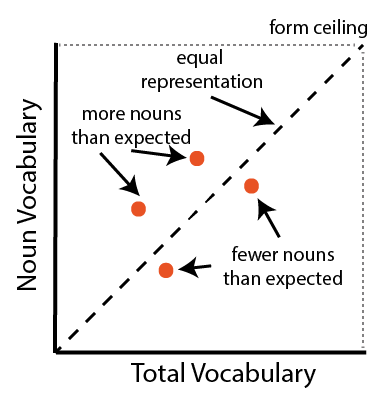 form ceiling
equal
representation
more nouns
than expected
fewer nouns
than expected
Noun Vocabulary
Total Vocabulary